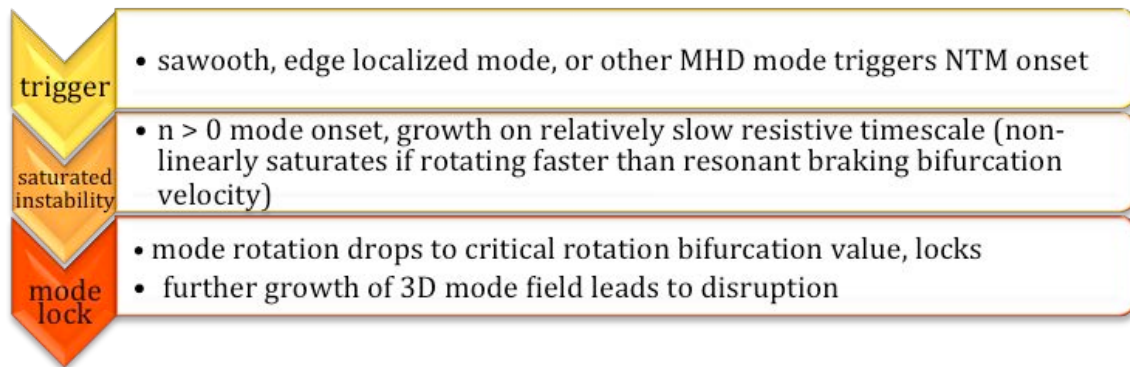 trigger
• sawooth, edge localized mode, or other MHD mode triggers NTM onset
saturated
instability
• n > 0 mode onset, growth on relatively slow resistive timescale (non-
linearly saturates if rotating faster than resonant braking bifurcation
velocity)
mode
lock
• mode rotation drops to critical rotation bifurcation value, locks
• further growth of 3D mode field leads to disruption